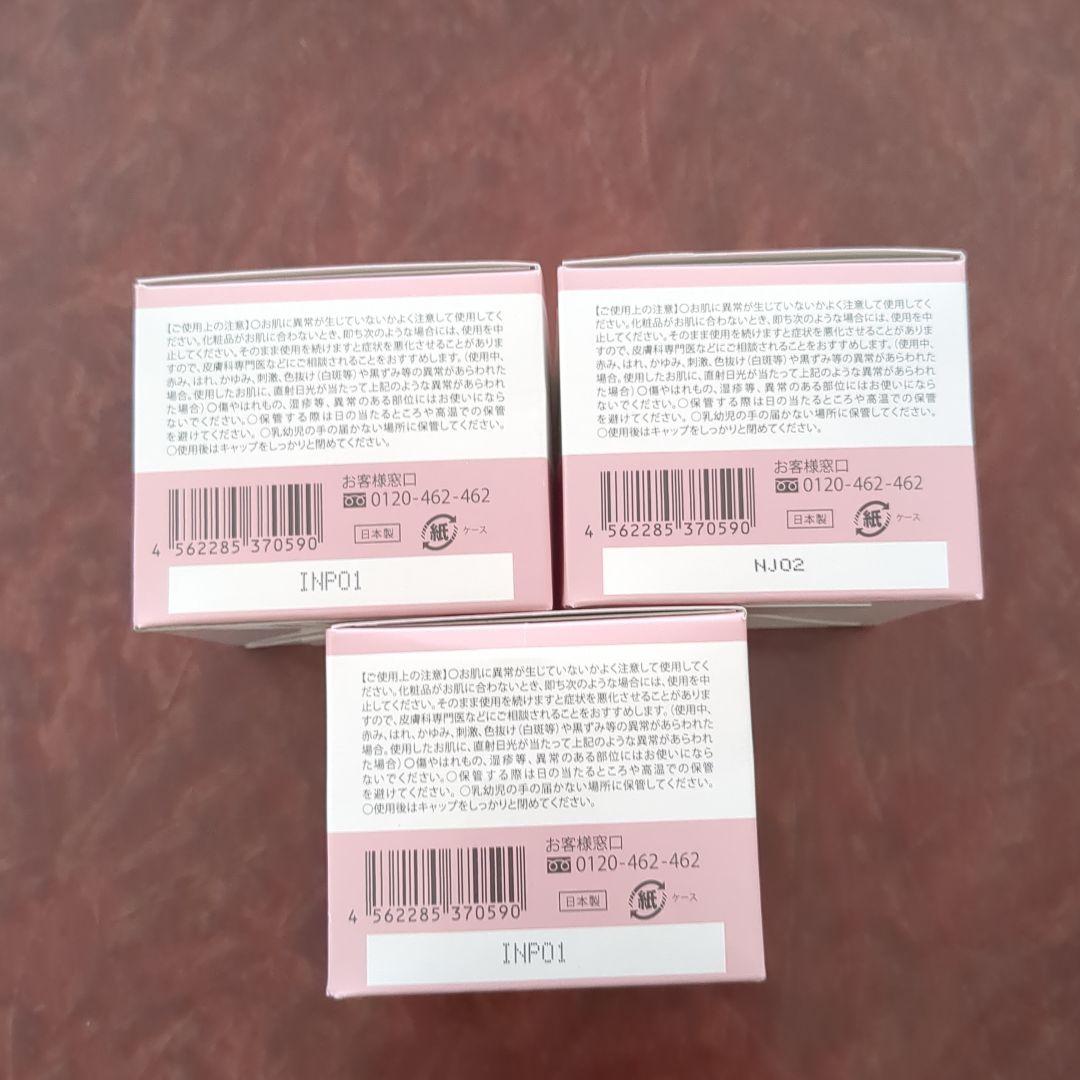 【ご使用上の注意】○お肌に異常が生じていないかよく注意して使用してく
ださい。化粧品がお肌に合わないとき、即ち次のような場合には、使用を中
止してください。そのまま使用を続けますと症状を悪化させることがありま
すので、皮膚科専門医などにご相談されることをおすすめします。（使用中、
赤み、はれ、かゆみ、刺激、色抜け（白斑等）や黒ずみ等の異常があらわれた
場合。使用したお肌に、直射日光が当たって上記のような異常があらわれ
た場合）○傷やはれもの、湿疹等、異常のある部位にはお使いになら
ないでください。○保管する際は日の当たるところや高温での保管
を避けてください。○乳幼児の手の届かない場所に保管してください。
○使用後はキャップをしっかりと閉めてください。
お客様窓口
0120-462-462
日本製
紙 ケース
4 562285 370590
INP01
【ご使用上の注意】○お肌に異常が生じていないかよく注意して使用してく
ださい。化粧品がお肌に合わないとき、即ち次のような場合には、使用を中
止してください。そのまま使用を続けますと症状を悪化させることがありま
すので、皮膚科専門医などにご相談されることをおすすめします。（使用中、
赤み、はれ、かゆみ、刺激、色抜け（白斑等）や黒ずみ等の異常があらわれた
場合。使用したお肌に、直射日光が当たって上記のような異常があらわれ
た場合）○傷やはれもの、湿疹等、異常のある部位にはお使いになら
ないでください。○保管する際は日の当たるところや高温での保管
を避けてください。○乳幼児の手の届かない場所に保管してください。
○使用後はキャップをしっかりと閉めてください。
お客様窓口
0120-462-462
日本製
紙 ケース
4 562285 370590
NJ02
【ご使用上の注意】○お肌に異常が生じていないかよく注意して使用してく
ださい。化粧品がお肌に合わないとき、即ち次のような場合には、使用を中
止してください。そのまま使用を続けますと症状を悪化させることがありま
すので、皮膚科専門医などにご相談されることをおすすめします。（使用中、
赤み、はれ、かゆみ、刺激、色抜け（白斑等）や黒ずみ等の異常があらわれた
場合。使用したお肌に、直射日光が当たって上記のような異常があらわれ
た場合）○傷やはれもの、湿疹等、異常のある部位にはお使いになら
ないでください。○保管する際は日の当たるところや高温での保管
を避けてください。○乳幼児の手の届かない場所に保管してください。
○使用後はキャップをしっかりと閉めてください。
お客様窓口
0120-462-462
日本製
紙 ケース
4 562285 370590
INP01